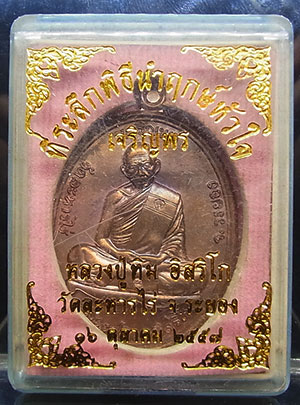 ที่ระลึกพิธีนำฤกษ์หัวใจ
เจริญพร
หลวงปู่ทิม อิสริโก
วัดละหารไร่ จ.ระยอง
๑๖ ตุลาคม ๒๕๕๗